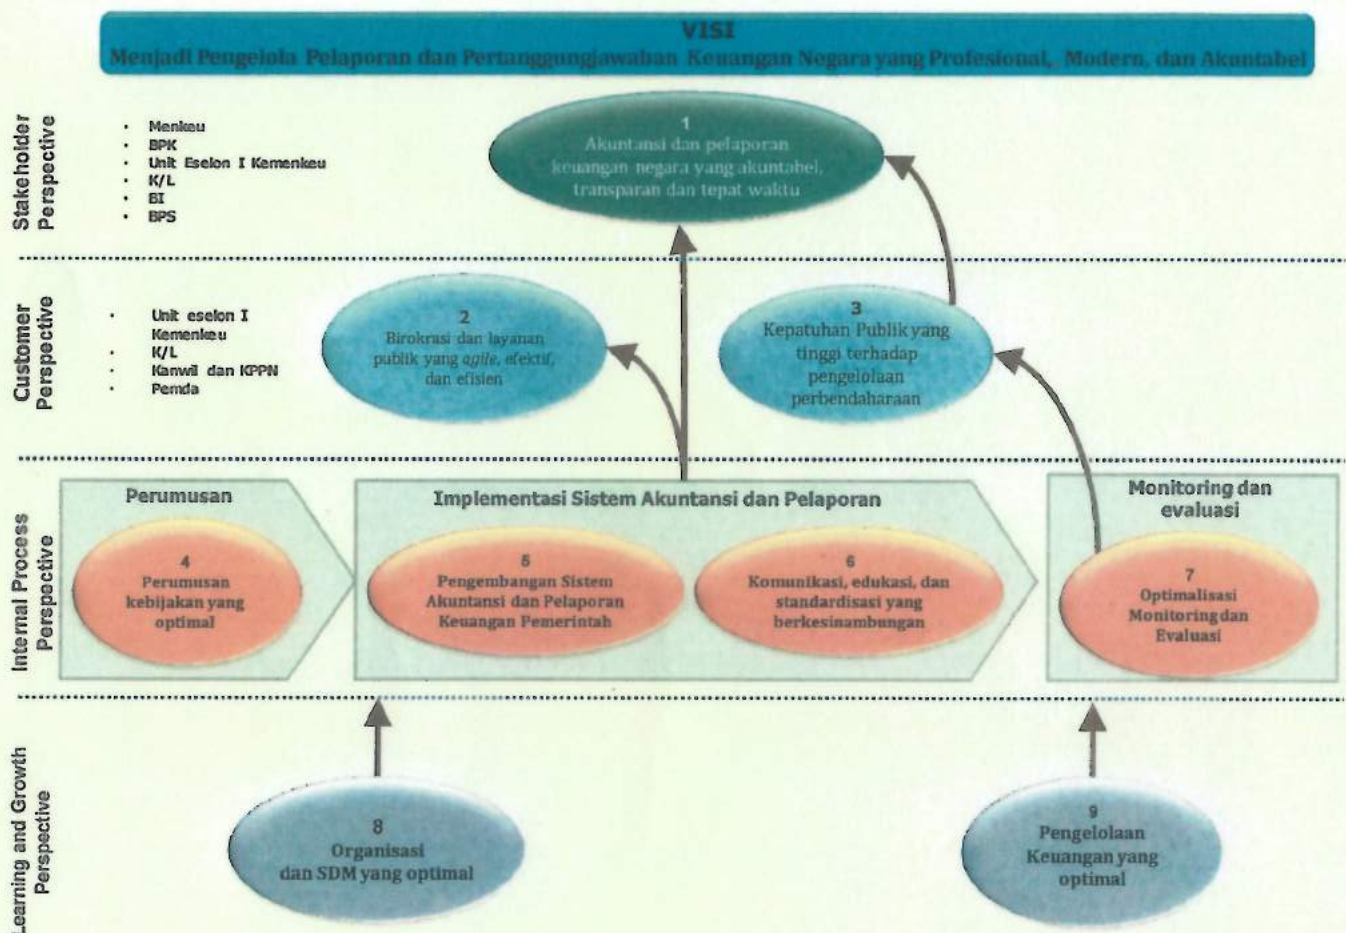 VISI
Menjadi Pengelola Pelaporan dan Pertanggungjawaban Keuangan Negara yang Profesional, Modern, dan Akuntabel
Stakeholder
Perspective
• Menkeu
• BPK
• Unit Eselon I Kemenkeu
• K/L
• BI
• BPS
1
Akuntansi dan pelaporan
keuangan negara yang akuntabel,
transparan dan tepat waktu
Customer
Perspective
• Unit eselon I
Kemenkeu
• K/L
• Kanwil dan KPPN
• Pemda
2
Birokrasi dan layanan
publik yang agile, efektif,
dan efisien
3
Kepatuhan Publik yang
tinggi terhadap
pengelolaan
perbendaharaan
Internal Process
Perspective
Perumusan
4
Perumusan
kebijakan yang
optimal
Implementasi Sistem Akuntansi dan Pelaporan
5
Pengembangan Sistem
Akuntansi dan Pelaporan
Keuangan Pemerintah
6
Komunikasi, edukasi, dan
standardisasi yang
berkesinambungan
Monitoring dan
evaluasi
7
Optimalisasi
Monitoring dan
Evaluasi
Learning and Growth
Perspective
8
Organisasi
dan SDM yang optimal
9
Pengelolaan
Keuangan yang
optimal